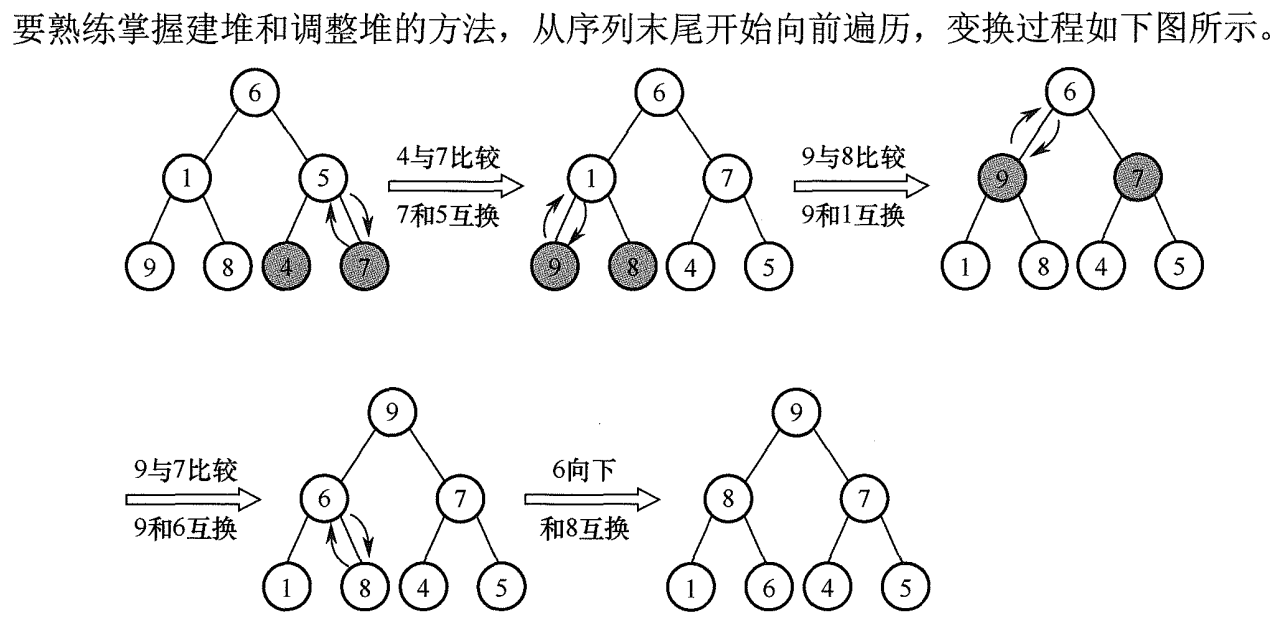 要熟练掌握建堆和调整堆的方法，从序列末尾开始向前遍历，变换过程如下图所示。
6
1 5
9 8 4 7
4与7比较
7和5互换
6
1 7
9 8 4 5
9与8比较
9和1互换
6
9 7
1 8 4 5
9与7比较
9和6互换
9
6 7
1 8 4 5
6向下
和8互换
9
8 7
1 6 4 5